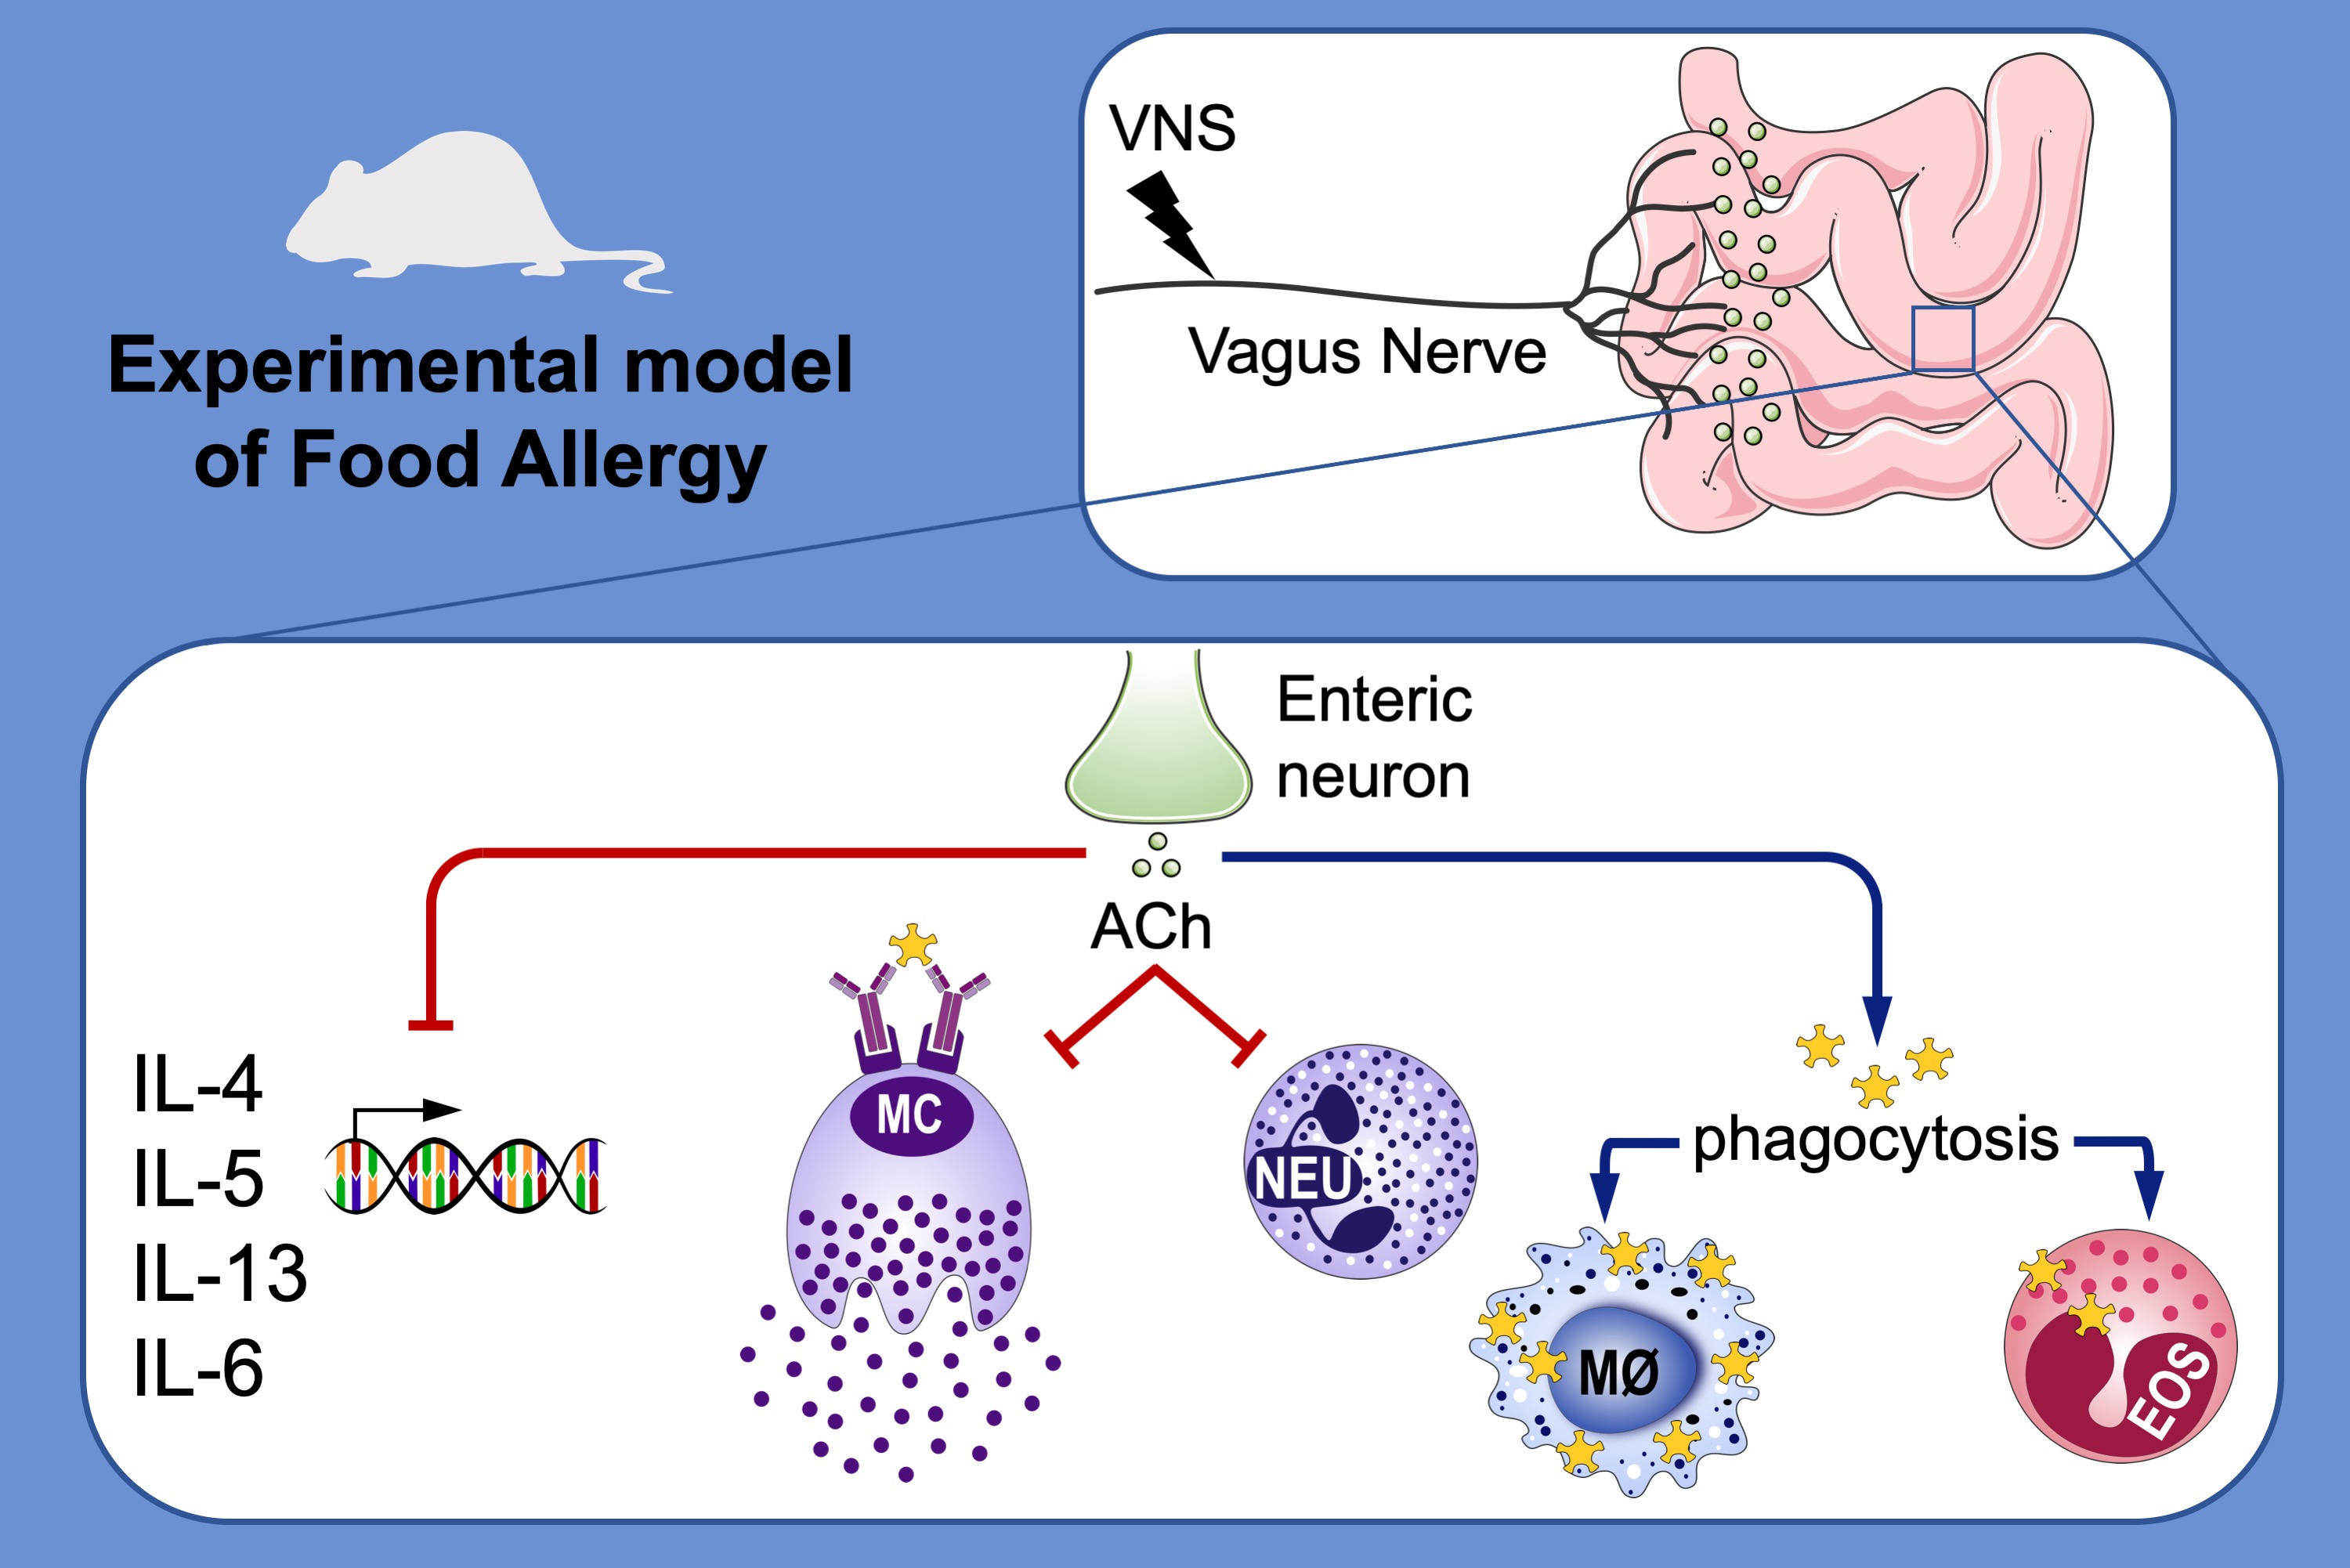 Experimental model
of Food Allergy
VNS
Vagus Nerve
Enteric
neuron
ACh
IL-4
IL-5
IL-13
IL-6
MC
NEU
phagocytosis
MØ
EOS